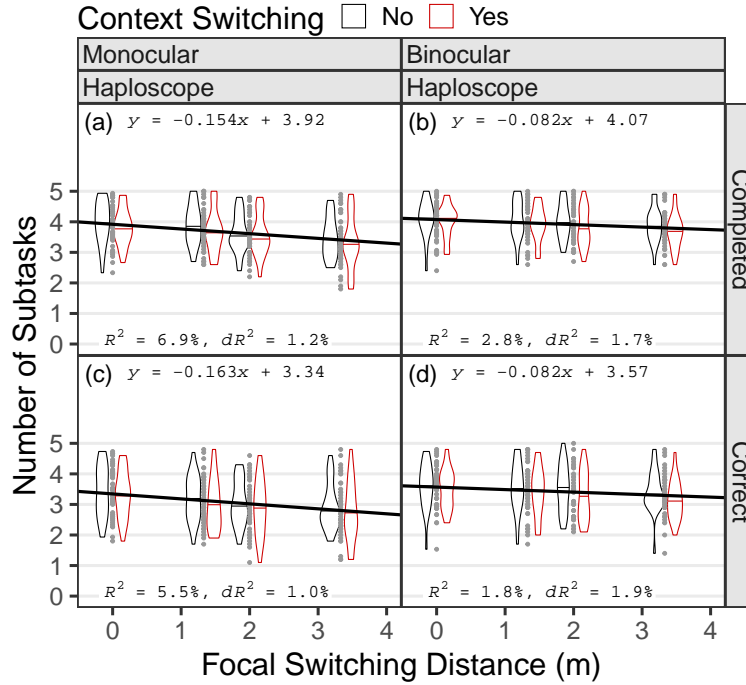 Context Switching No Yes
Monocular
Binocular
Haploscope
Haploscope
(a) y = −0.154x + 3.92
(b) y = −0.082x + 4.07
R² = 6.9%, dR² = 1.2%
R² = 2.8%, dR² = 1.7%
Completed
(c) y = −0.163x + 3.34
(d) y = −0.082x + 3.57
R² = 5.5%, dR² = 1.0%
R² = 1.8%, dR² = 1.9%
Correct
Number of Subtasks
5
4
3
2
1
0
5
4
3
2
1
0
0 1 2 3 4
0 1 2 3 4
Focal Switching Distance (m)